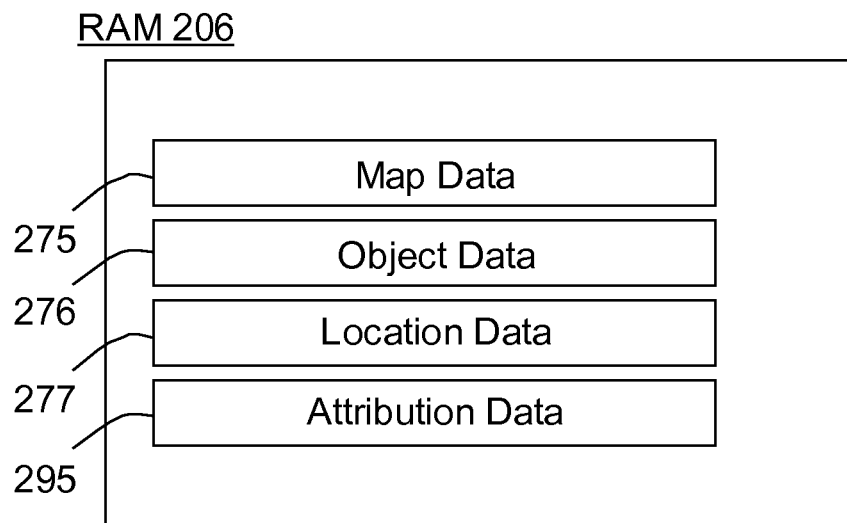 RAM 206
Map Data
275
Object Data
276
Location Data
277
Attribution Data
295